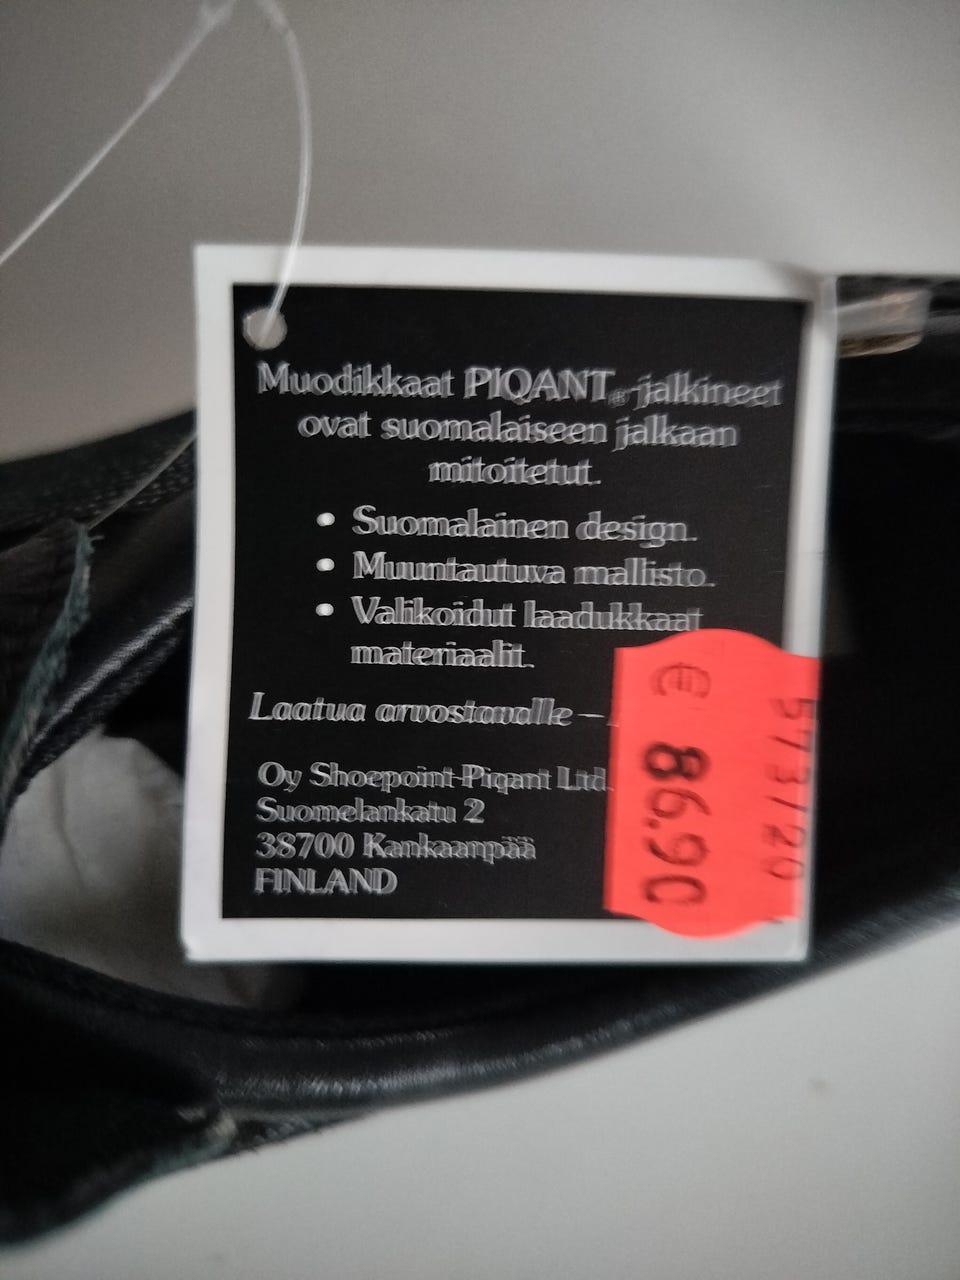 Muodikkaat PIQANT® jalkineet
ovat suomalaiseen jalkaan
mitoitetut.
• Suomalainen design.
• Muuntautuva mallisto.
• Valikoidut laadukkaat
materiaalit.
Laatua arvostavalle –
Oy Shoepoint-Piqant Ltd.
Suomelankatu 2
38700 Kankaanpää
FINLAND
573720
€ 86.90